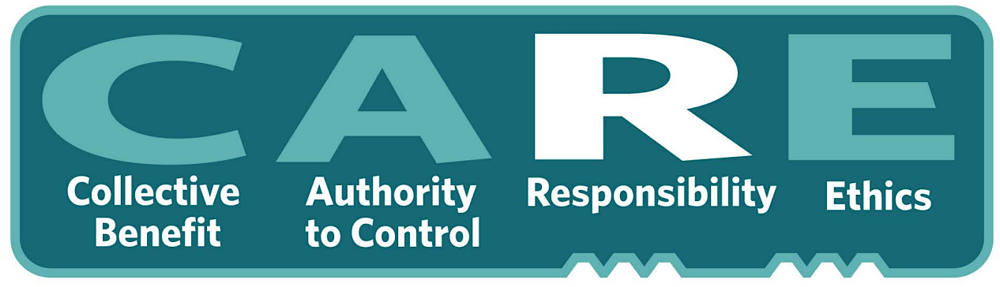 CARE
Collective Benefit
Authority to Control
Responsibility
Ethics